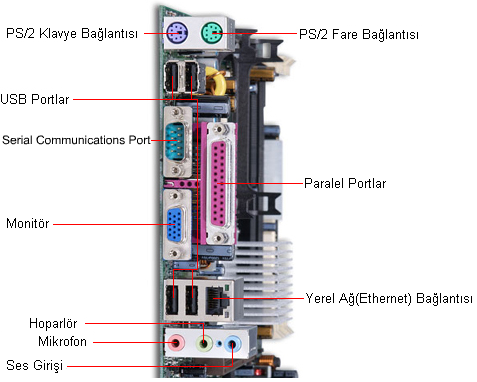 PS/2 Klavye Bağlantısı
PS/2 Fare Bağlantısı
USB Portlar
Serial Communications Port
Paralel Portlar
Monitör
Yerel Ağ(Ethernet) Bağlantısı
Hoparlör
Mikrofon
Ses Girişi